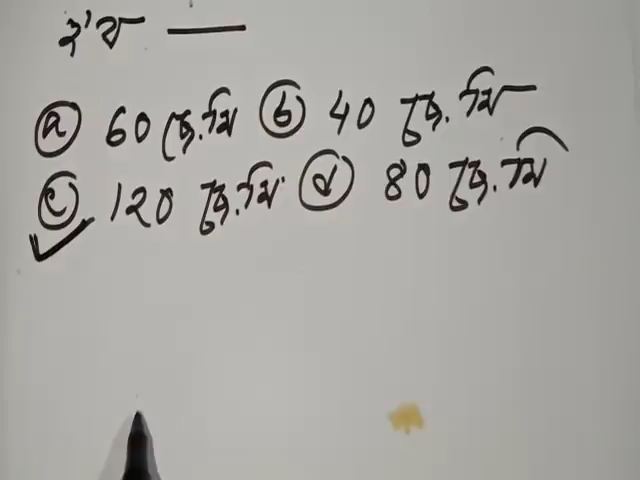 হ'ব —
ⓐ 60 ছে.মি ⓑ 40 ছে.মি
ⓒ 120 ছে.মি ⓓ 80 ছে.মি